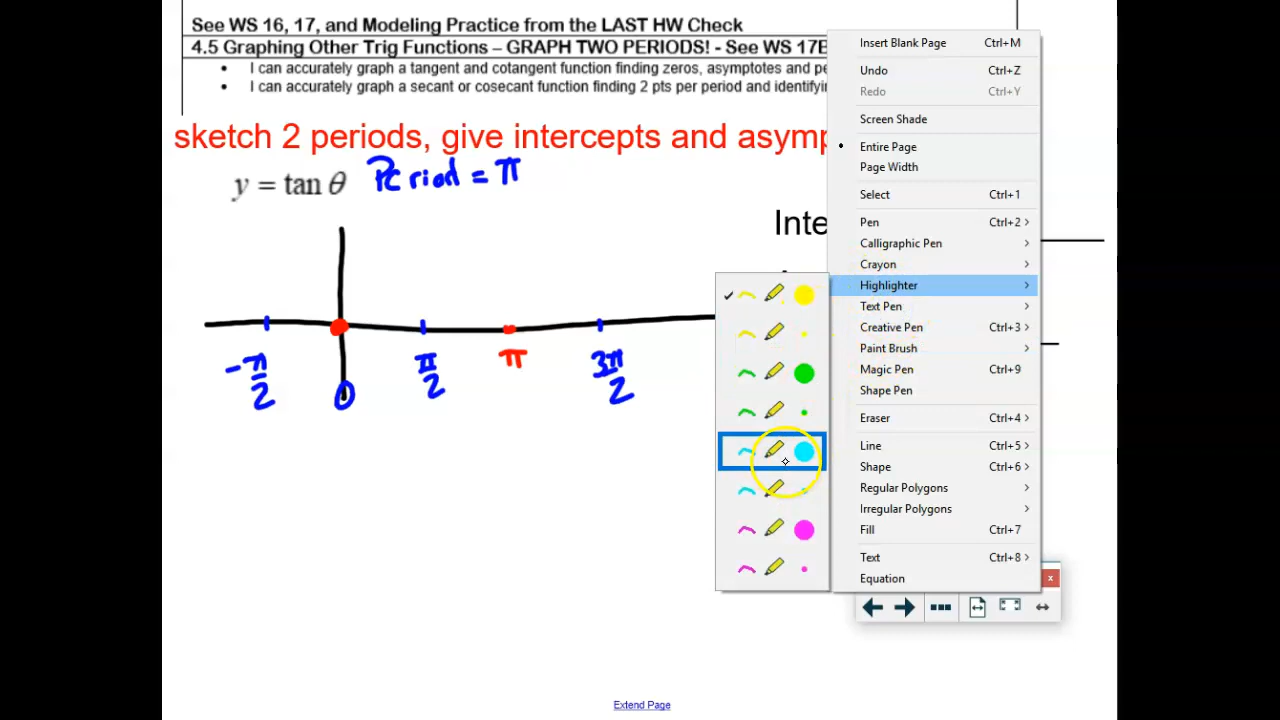 See WS 16, 17, and Modeling Practice from the LAST HW Check
4.5 Graphing Other Trig Functions – GRAPH TWO PERIODS! - See WS 17B
• I can accurately graph a tangent and cotangent function finding zeros, asymptotes and pe
• I can accurately graph a secant or cosecant function finding 2 pts per period and identifyin
sketch 2 periods, give intercepts and asymp
y = tan θ Period = π
Inte
-π/2 0 π/2 π 3π/2
Insert Blank Page Ctrl+M
Undo Ctrl+Z
Redo Ctrl+Y
Screen Shade
Entire Page
Page Width
Select Ctrl+1
Pen Ctrl+2
Calligraphic Pen
Crayon
Highlighter
Text Pen
Creative Pen Ctrl+3
Paint Brush
Magic Pen Ctrl+9
Shape Pen
Eraser Ctrl+4
Line Ctrl+5
Shape Ctrl+6
Regular Polygons
Irregular Polygons
Fill Ctrl+7
Text Ctrl+8
Equation
x
Extend Page